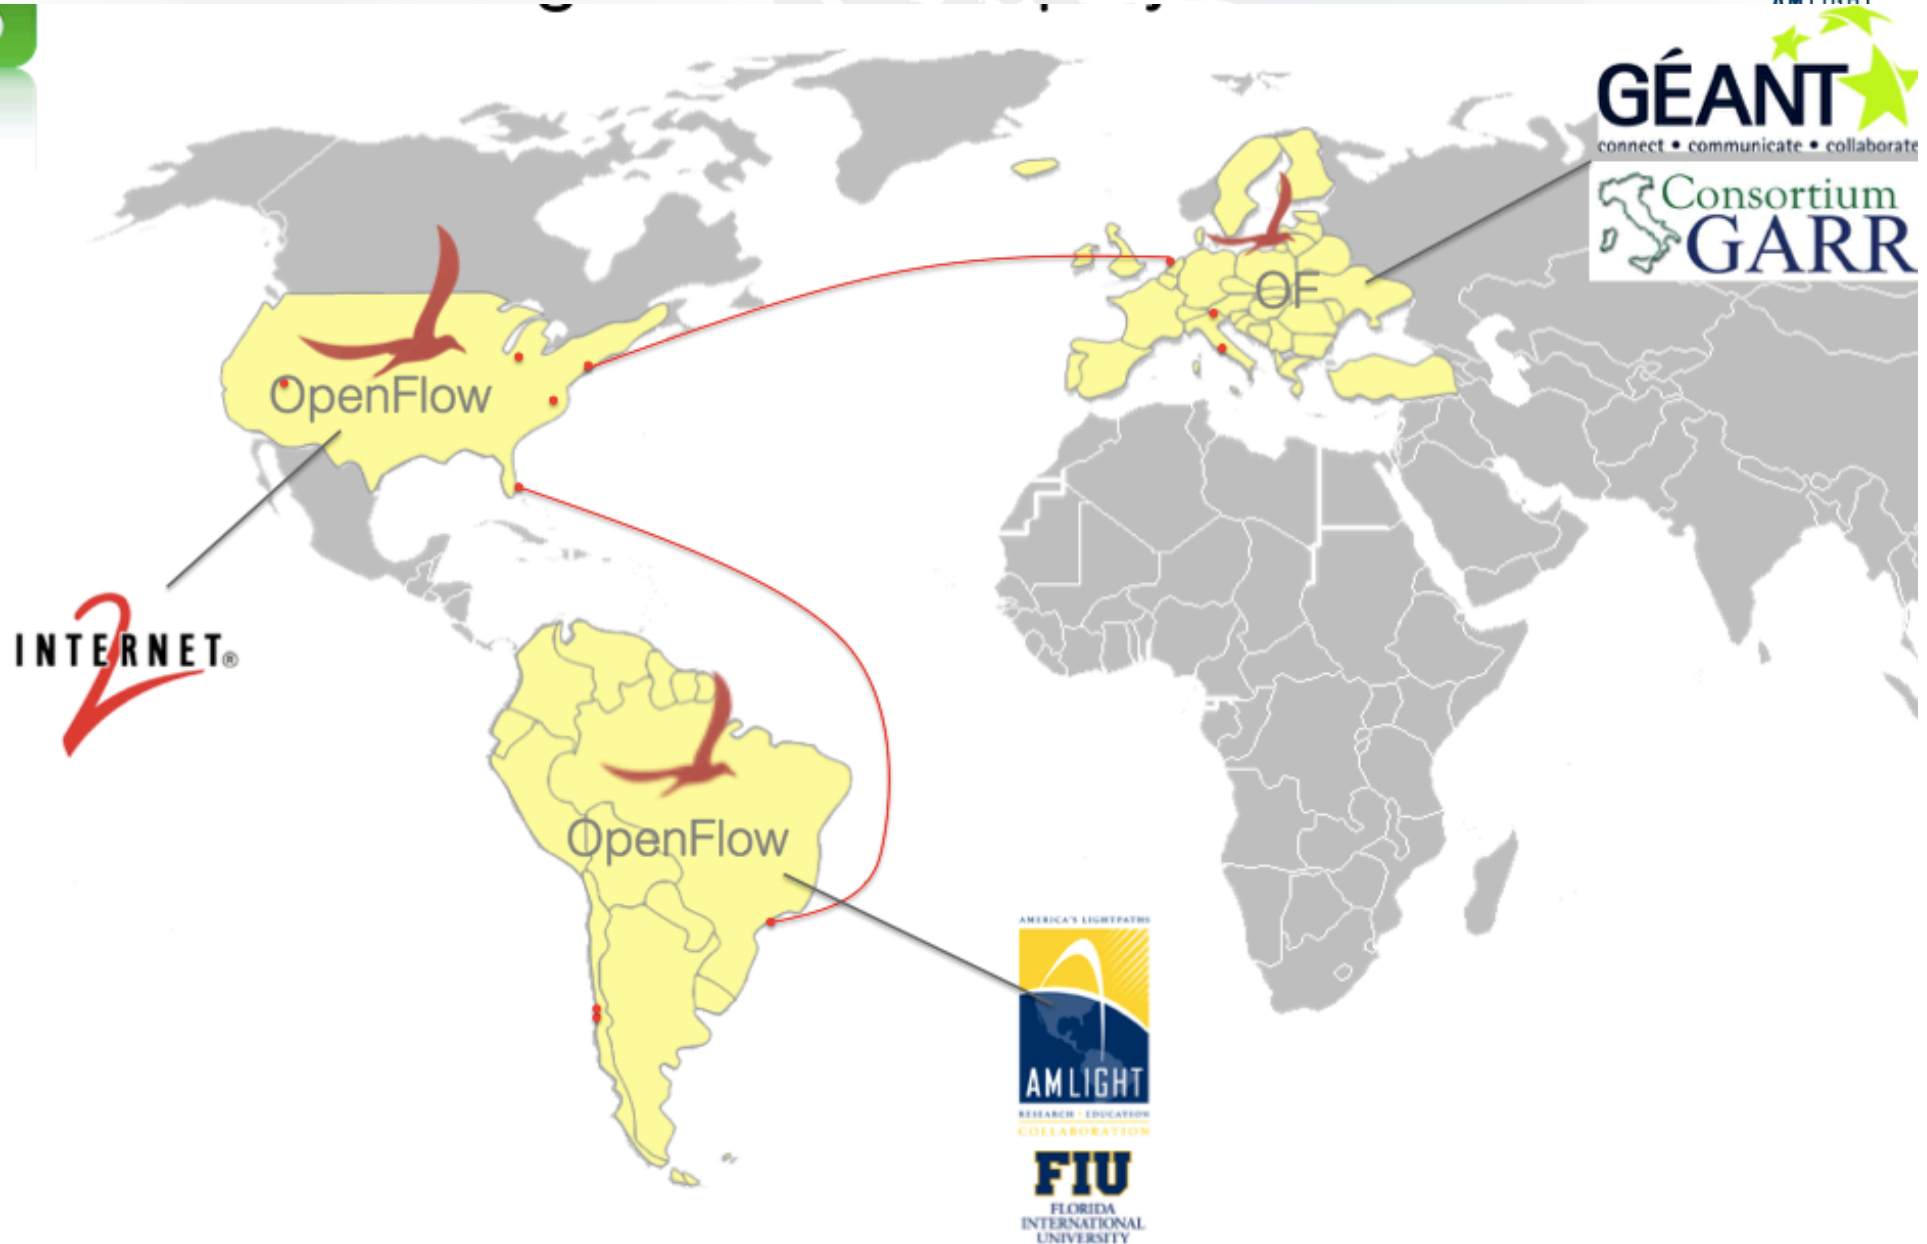 GÉANT
connect • communicate • collaborate
Consortium
GARR
OF
OpenFlow
INTERNET®
2
OpenFlow
AMERICA'S LIGHTPATHS
AMLIGHT
RESEARCH · EDUCATION
COLLABORATION
FIU
FLORIDA
INTERNATIONAL
UNIVERSITY